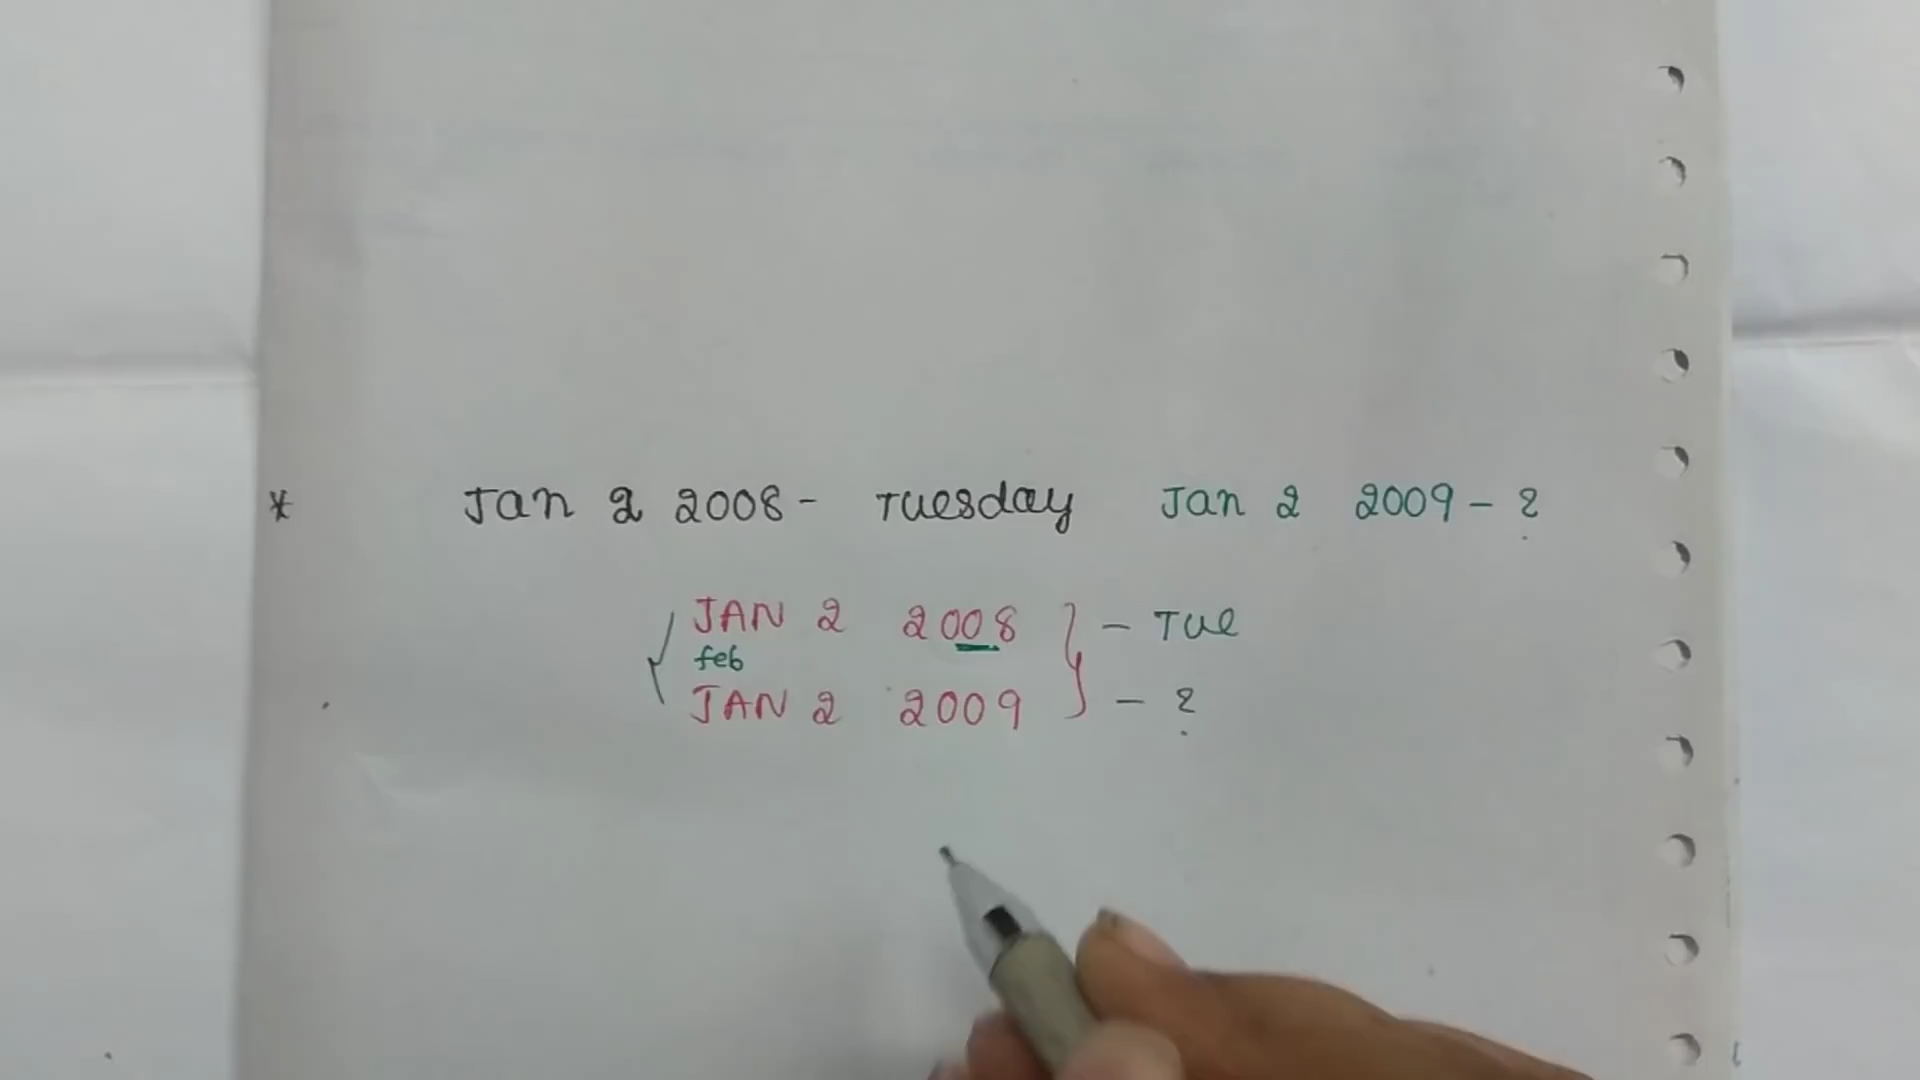 * Jan 2 2008 - Tuesday Jan 2 2009 - ?
JAN 2 2008 - Tue
feb
JAN 2 2009 - ?